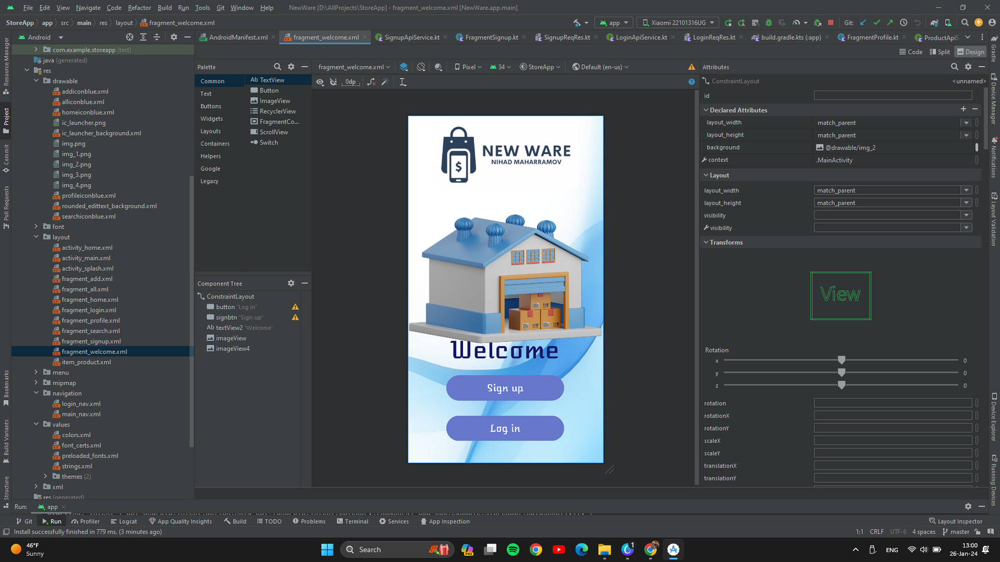 File Edit View Navigate Code Refactor Build Run Tools Git Window Help NewWare [D:\AllProjects\StoreApp] - fragment_welcome.xml [NewWare.app.main]
StoreApp app src main res layout fragment_welcome.xml app Xiaomi 22101316UG Git:
Android
AndroidManifest.xml fragment_welcome.xml SignupApiService.kt FragmentSignup.kt SignupReqRes.kt LoginApiService.kt LoginReqRes.kt build.gradle.kts (:app) FragmentProfile.kt ProductApiS
Code Split Design
Resource Manager
Project
Commit
Pull Requests
Bookmarks
Build Variants
Structure
com.example.storeapp (test)
java (generated)
res
drawable
addiconblue.xml
alliconblue.xml
homeiconblue.xml
ic_launcher.png
ic_launcher_background.xml
img.png
img_1.png
img_2.png
img_3.png
img_4.png
profileiconblue.xml
rounded_edittext_background.xml
searchiconblue.xml
font
layout
activity_home.xml
activity_main.xml
activity_splash.xml
fragment_add.xml
fragment_all.xml
fragment_home.xml
fragment_login.xml
fragment_profile.xml
fragment_search.xml
fragment_signup.xml
fragment_welcome.xml
item_product.xml
menu
mipmap
navigation
login_nav.xml
main_nav.xml
values
colors.xml
font_certs.xml
preloaded_fonts.xml
strings.xml
themes (2)
xml
res (generated)
Palette
Common
Text
Buttons
Widgets
Layouts
Containers
Helpers
Google
Legacy
Ab TextView
Button
ImageView
RecyclerView
FragmentCo...
ScrollView
Switch
Component Tree
ConstraintLayout
button "Log in"
signbtn "Sign up"
Ab textView2 "Welcome"
imageView
imageView4
fragment_welcome.xml Pixel 34 StoreApp Default (en-us)
0dp
NEW WARE
NIHAD MAHARRAMOV
$
Welcome
Sign up
Log in
Attributes
ConstraintLayout <unnamed>
id
Declared Attributes
layout_width match_parent
layout_height match_parent
background @drawable/img_2
context .MainActivity
Layout
layout_width match_parent
layout_height match_parent
visibility
visibility
Transforms
View
Rotation
x 0
y 0
z 0
rotation
rotationX
rotationY
scaleX
scaleY
translationX
translationY
Gradle
Device Manager
Notifications
Layout Validation
Device Explorer
Running Devices
Run: app
Git Run Profiler Logcat App Quality Insights Build TODO Problems Terminal Services App Inspection Layout Inspector
Install successfully finished in 779 ms. (3 minutes ago) 1:1 CRLF UTF-8 4 spaces master
46°F
Sunny
Search
PRE
1
ENG
13:00
26-Jan-24